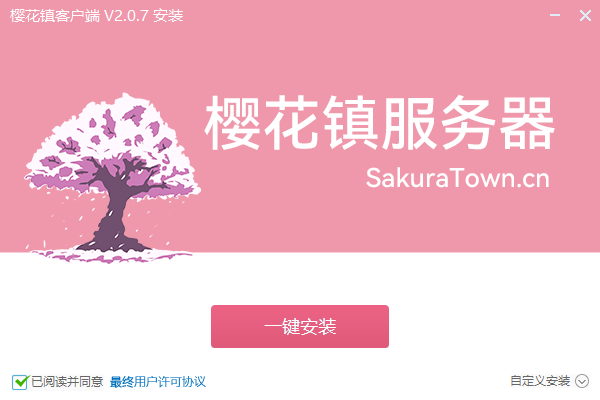 樱花镇客户端 V2.0.7 安装
樱花镇服务器
SakuraTown.cn
一键安装
已阅读并同意 最终用户许可协议
自定义安装